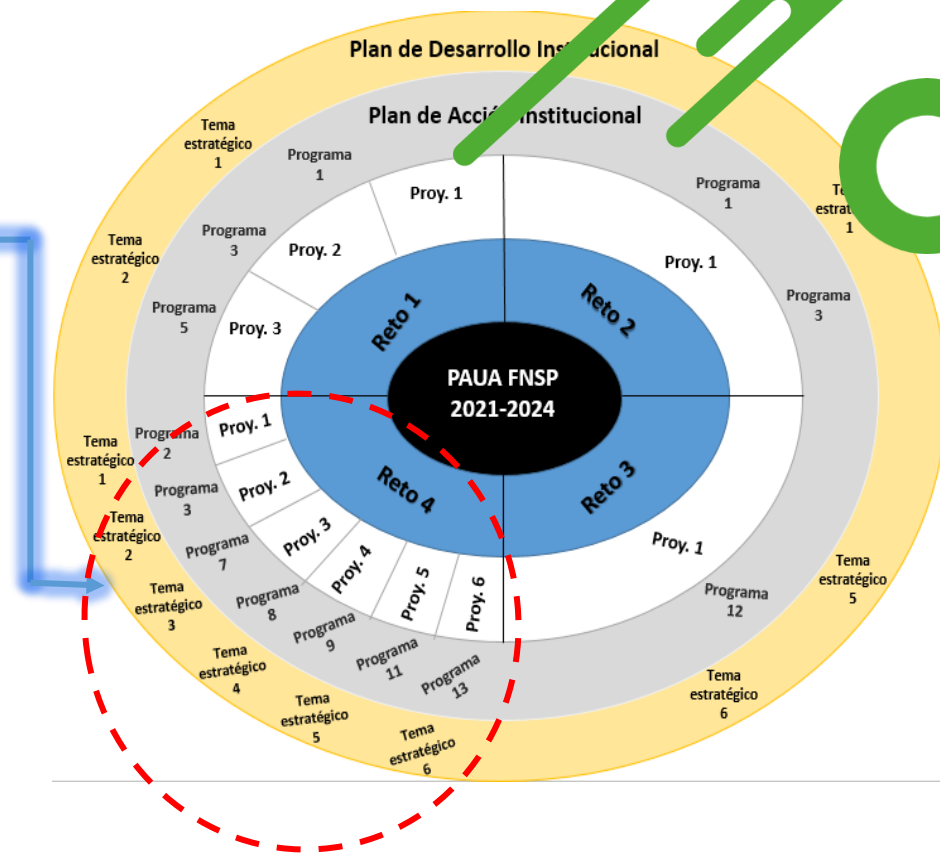 Plan de Desarrollo Institucional
Plan de Acción Institucional
Tema
estratégico
1
Programa
1
Proy. 1
Programa
1
1
Tema
estratégico
2
Programa
3
Proy. 2
Proy. 1
Programa
3
Programa
5
Proy. 3
Reto 1
Reto 2
PAUA FNSP
2021-2024
Tema
estratégico
1
Programa
2
Proy. 1
Reto 4
Reto 3
Programa
3
Proy. 2
Tema
estratégico
2
Programa
7
Proy. 3
Proy. 4
Proy. 5
Proy. 6
Proy. 1
Tema
estratégico
5
Tema
estratégico
3
Programa
8
Programa
9
Programa
11
Programa
13
Programa
12
Tema
estratégico
4
Tema
estratégico
5
Tema
estratégico
6
Tema
estratégico
6